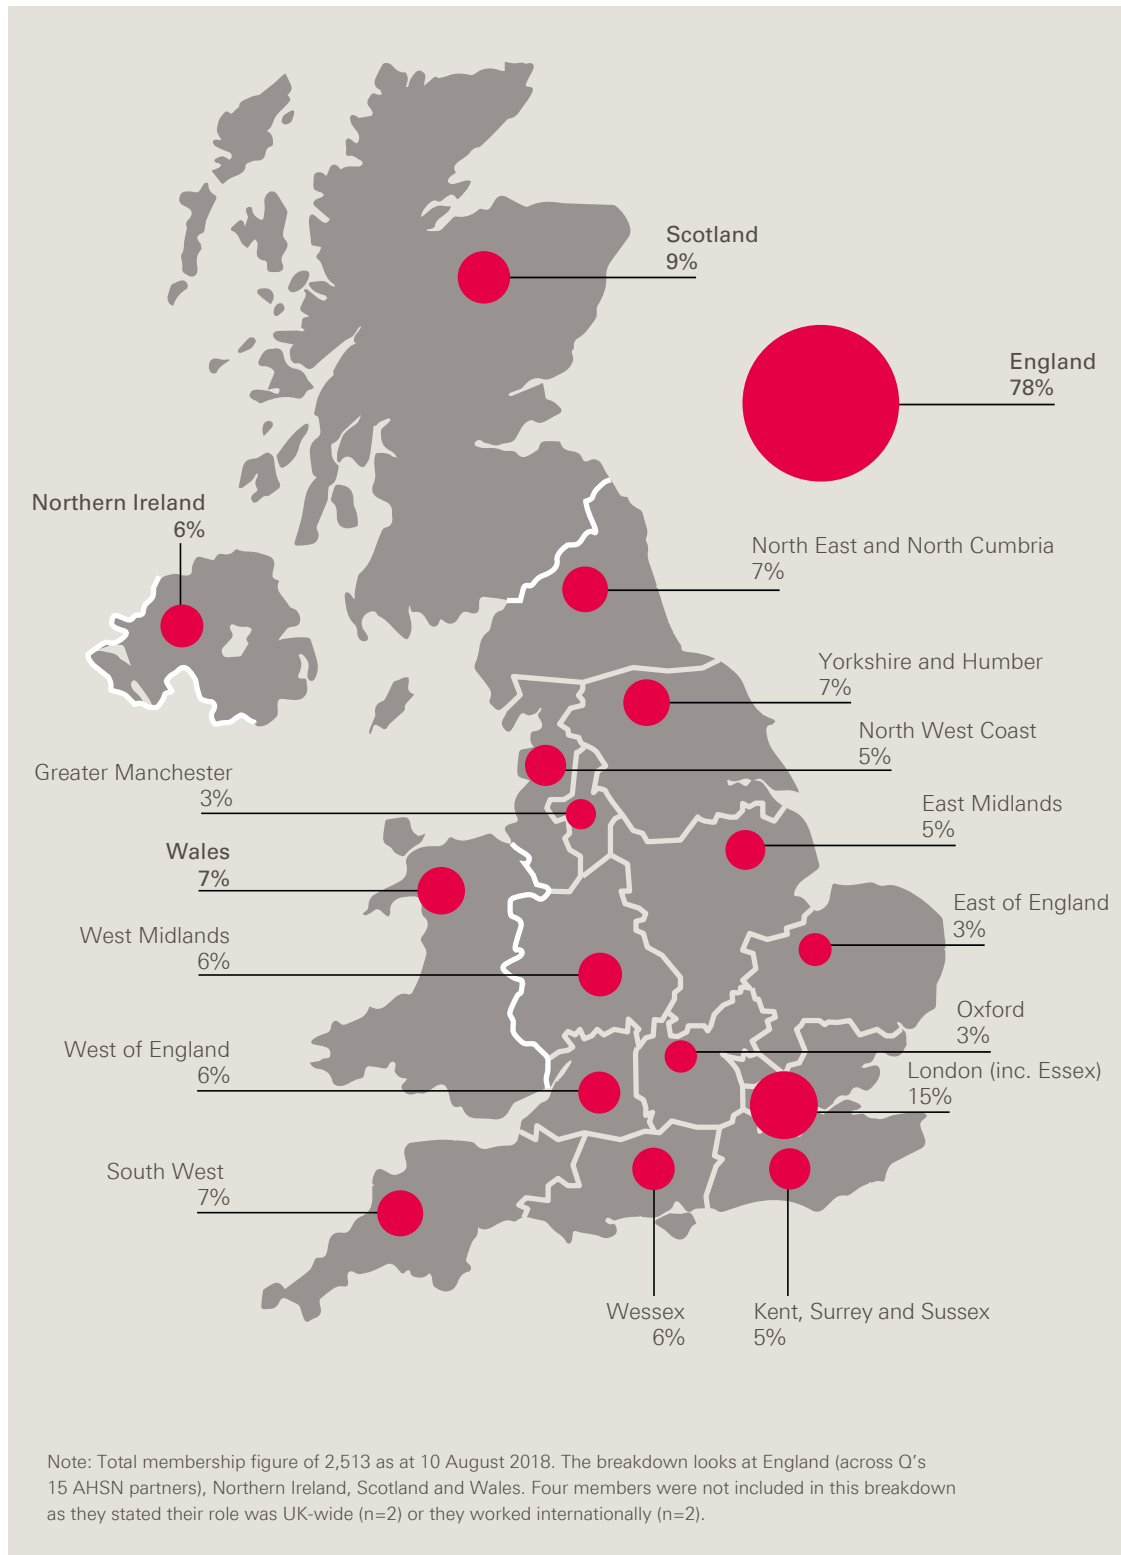 Scotland
9%
England
78%
Northern Ireland
6%
North East and North Cumbria
7%
Yorkshire and Humber
7%
North West Coast
5%
Greater Manchester
3%
East Midlands
5%
Wales
7%
East of England
3%
West Midlands
6%
Oxford
3%
West of England
6%
London (inc. Essex)
15%
South West
7%
Wessex
6%
Kent, Surrey and Sussex
5%
Note: Total membership figure of 2,513 as at 10 August 2018. The breakdown looks at England (across Q’s
15 AHSN partners), Northern Ireland, Scotland and Wales. Four members were not included in this breakdown
as they stated their role was UK-wide (n=2) or they worked internationally (n=2).